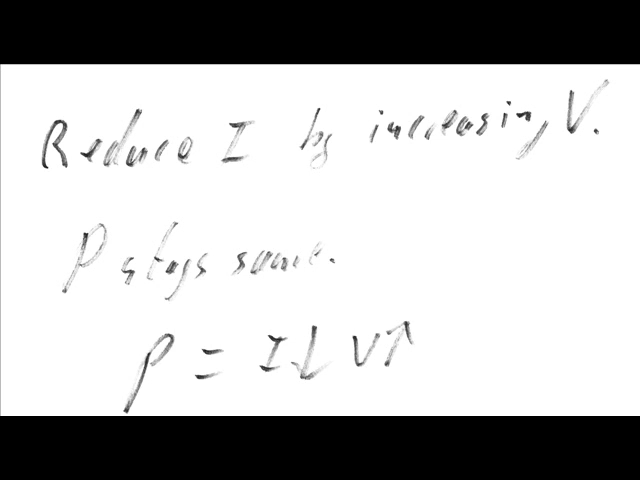 Reduce I by increasing V.
P stays same.
P = I↓ V↑